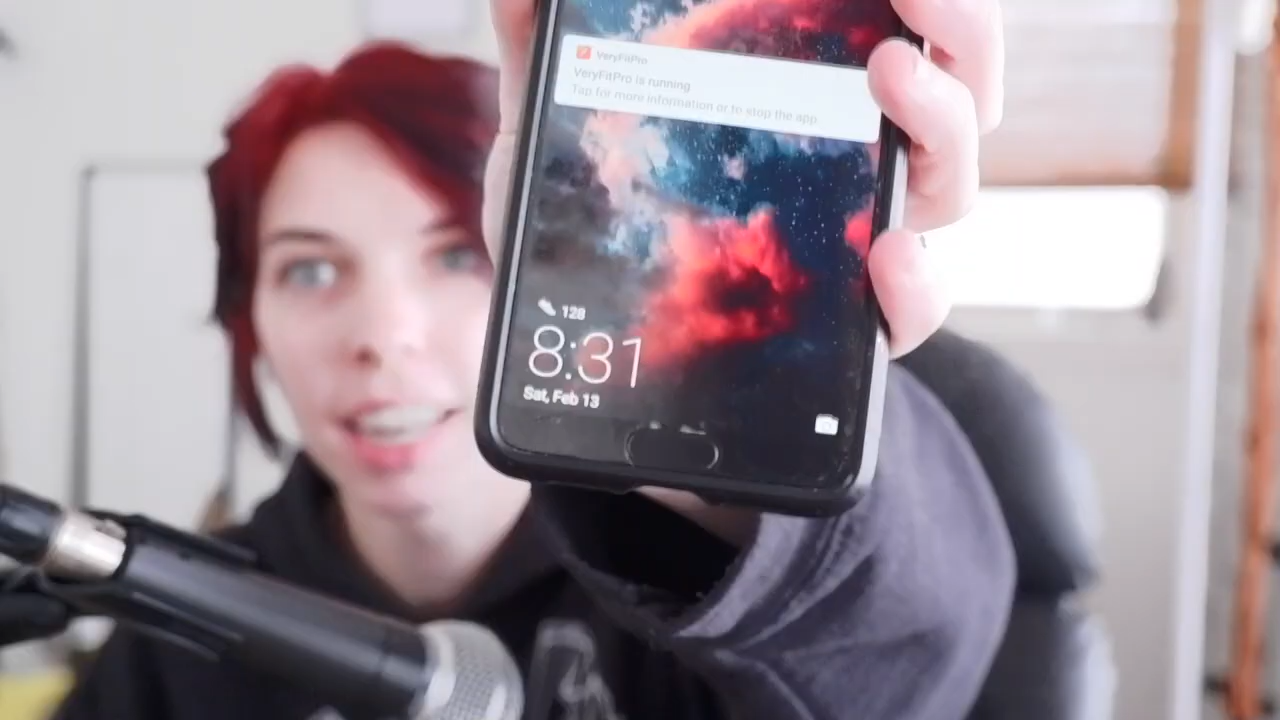 VeryFitPro
VeryFitPro is running
Tap for more information or to stop the app
128
8:31
Sat, Feb 13